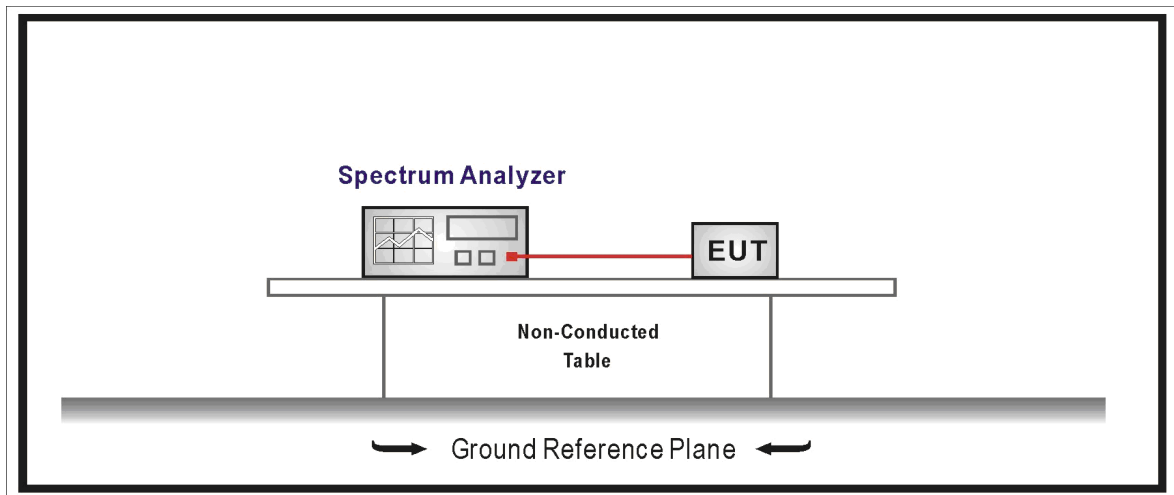 Spectrum Analyzer
EUT
Non-Conducted
Table
Ground Reference Plane